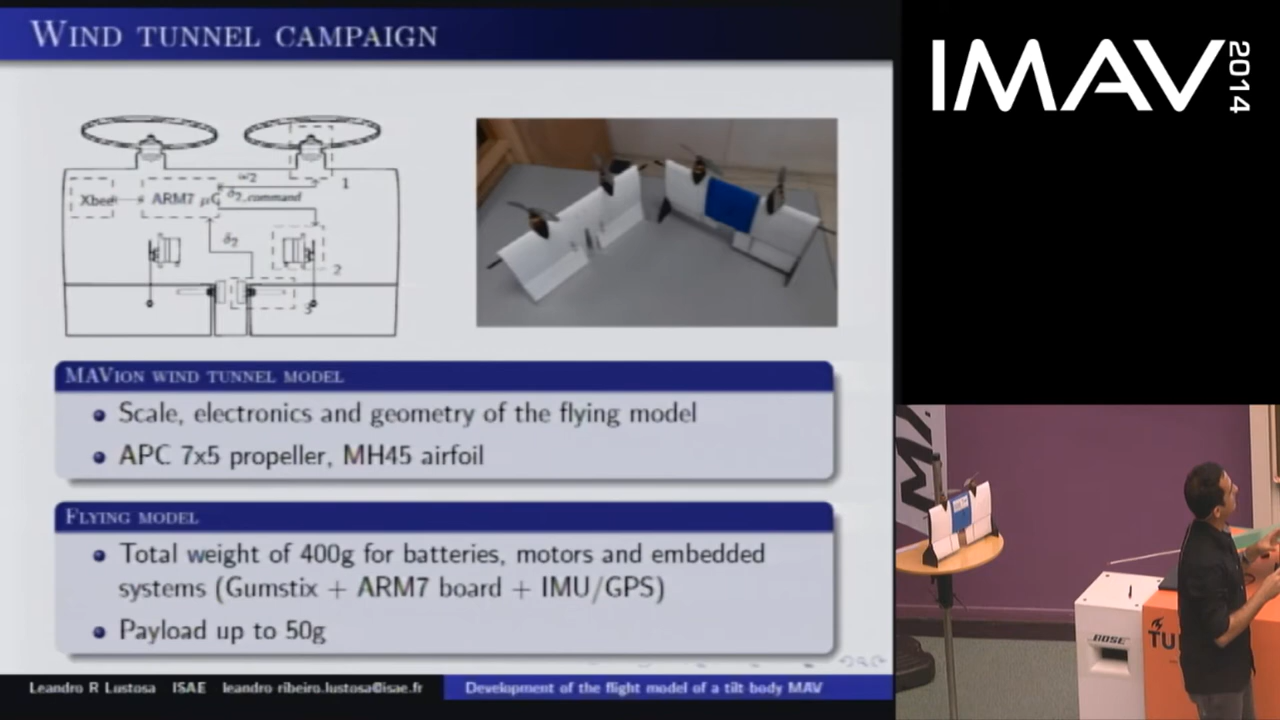 WIND TUNNEL CAMPAIGN
IMAV 2014
ω2
1
Xbee
ARM7 μC
δ2,command
δ2
2
3
MAVION WIND TUNNEL MODEL
Scale, electronics and geometry of the flying model
APC 7x5 propeller, MH45 airfoil
FLYING MODEL
Total weight of 400g for batteries, motors and embedded
systems (Gumstix + ARM7 board + IMU/GPS)
Payload up to 50g
Leandro R Lustosa ISAE leandro ribeiro.lustosa@isae.fr
Development of the flight model of a tilt body MAV
BOSE
TU